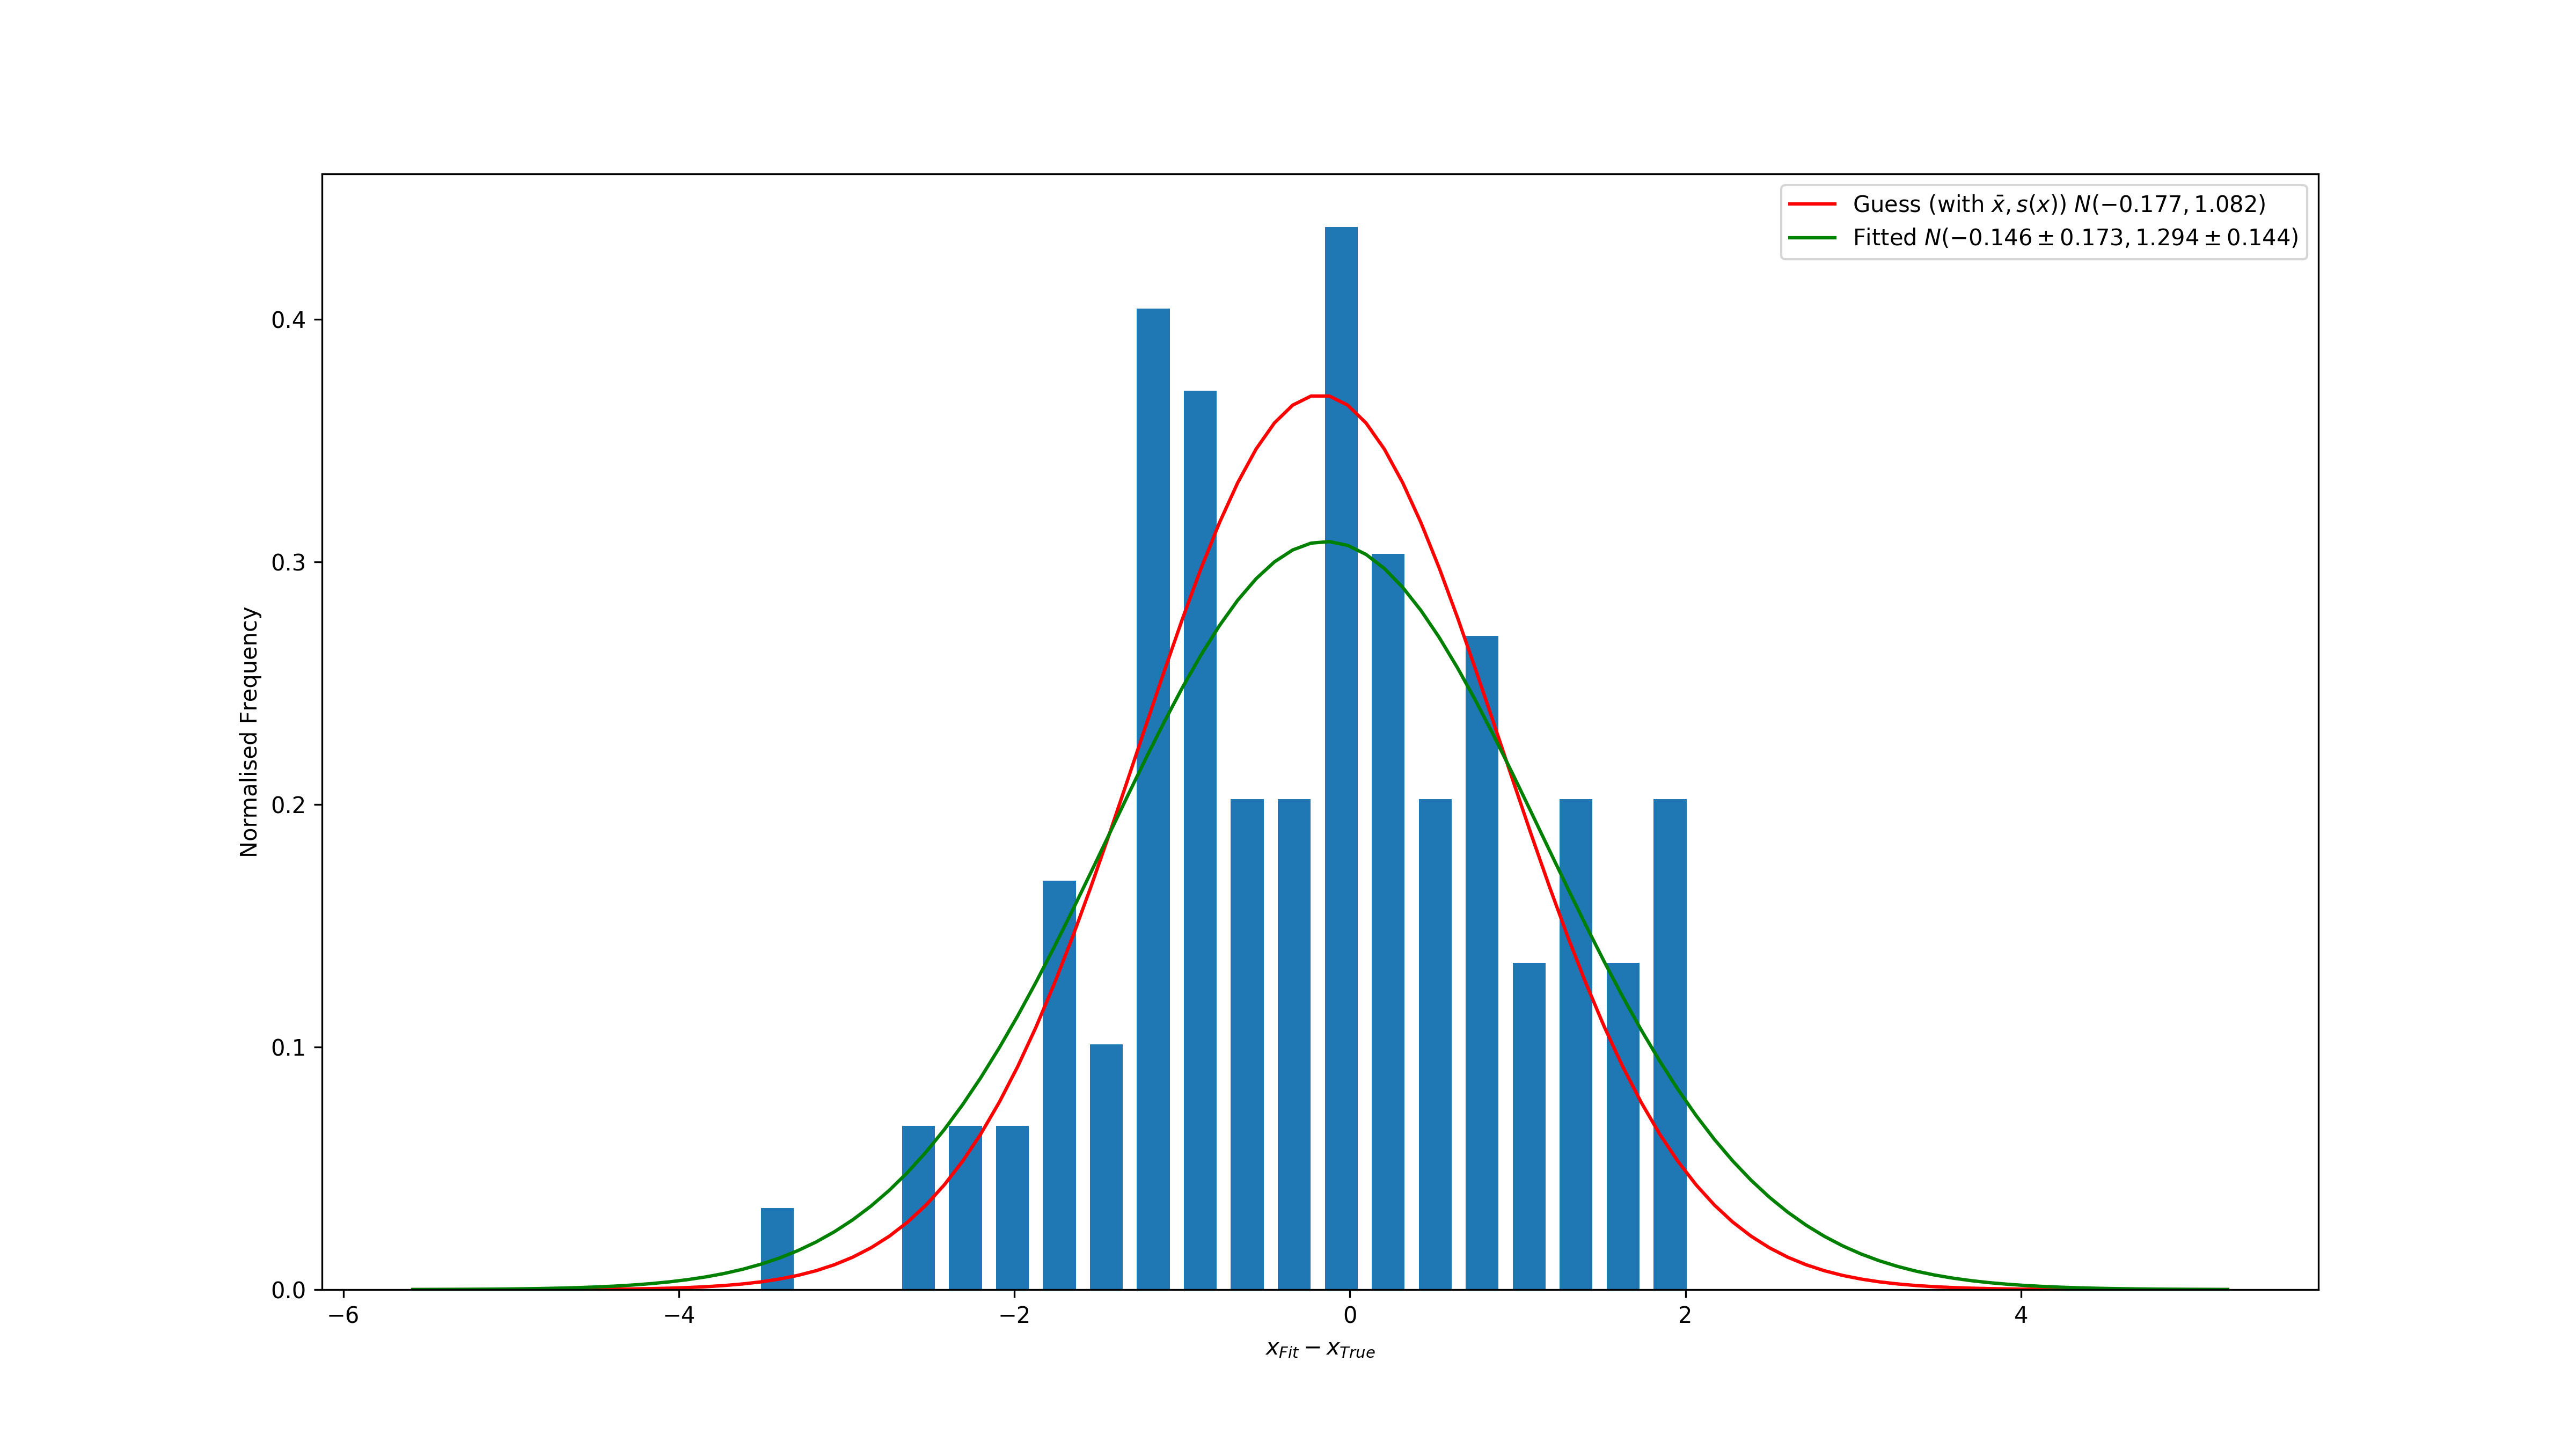 Guess (with x̄, s(x)) N(−0.177, 1.082)
Fitted N(−0.146 ± 0.173, 1.294 ± 0.144)
0.4
0.3
0.2
0.1
0.0
Normalised Frequency
−6 −4 −2 0 2 4
x_Fit − x_True